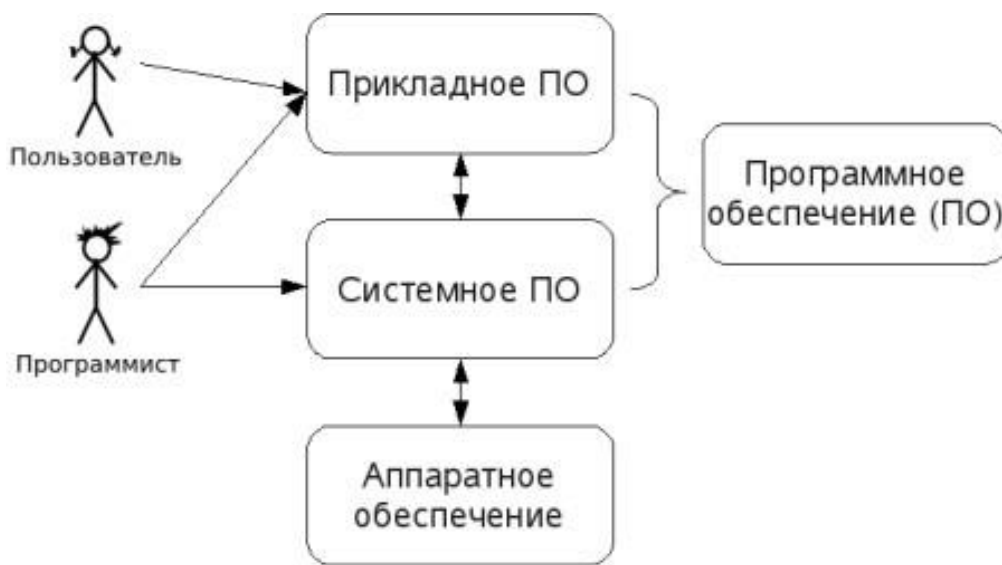 Прикладное ПО
Пользователь
Программное
обеспечение (ПО)
Системное ПО
Программист
Аппаратное
обеспечение